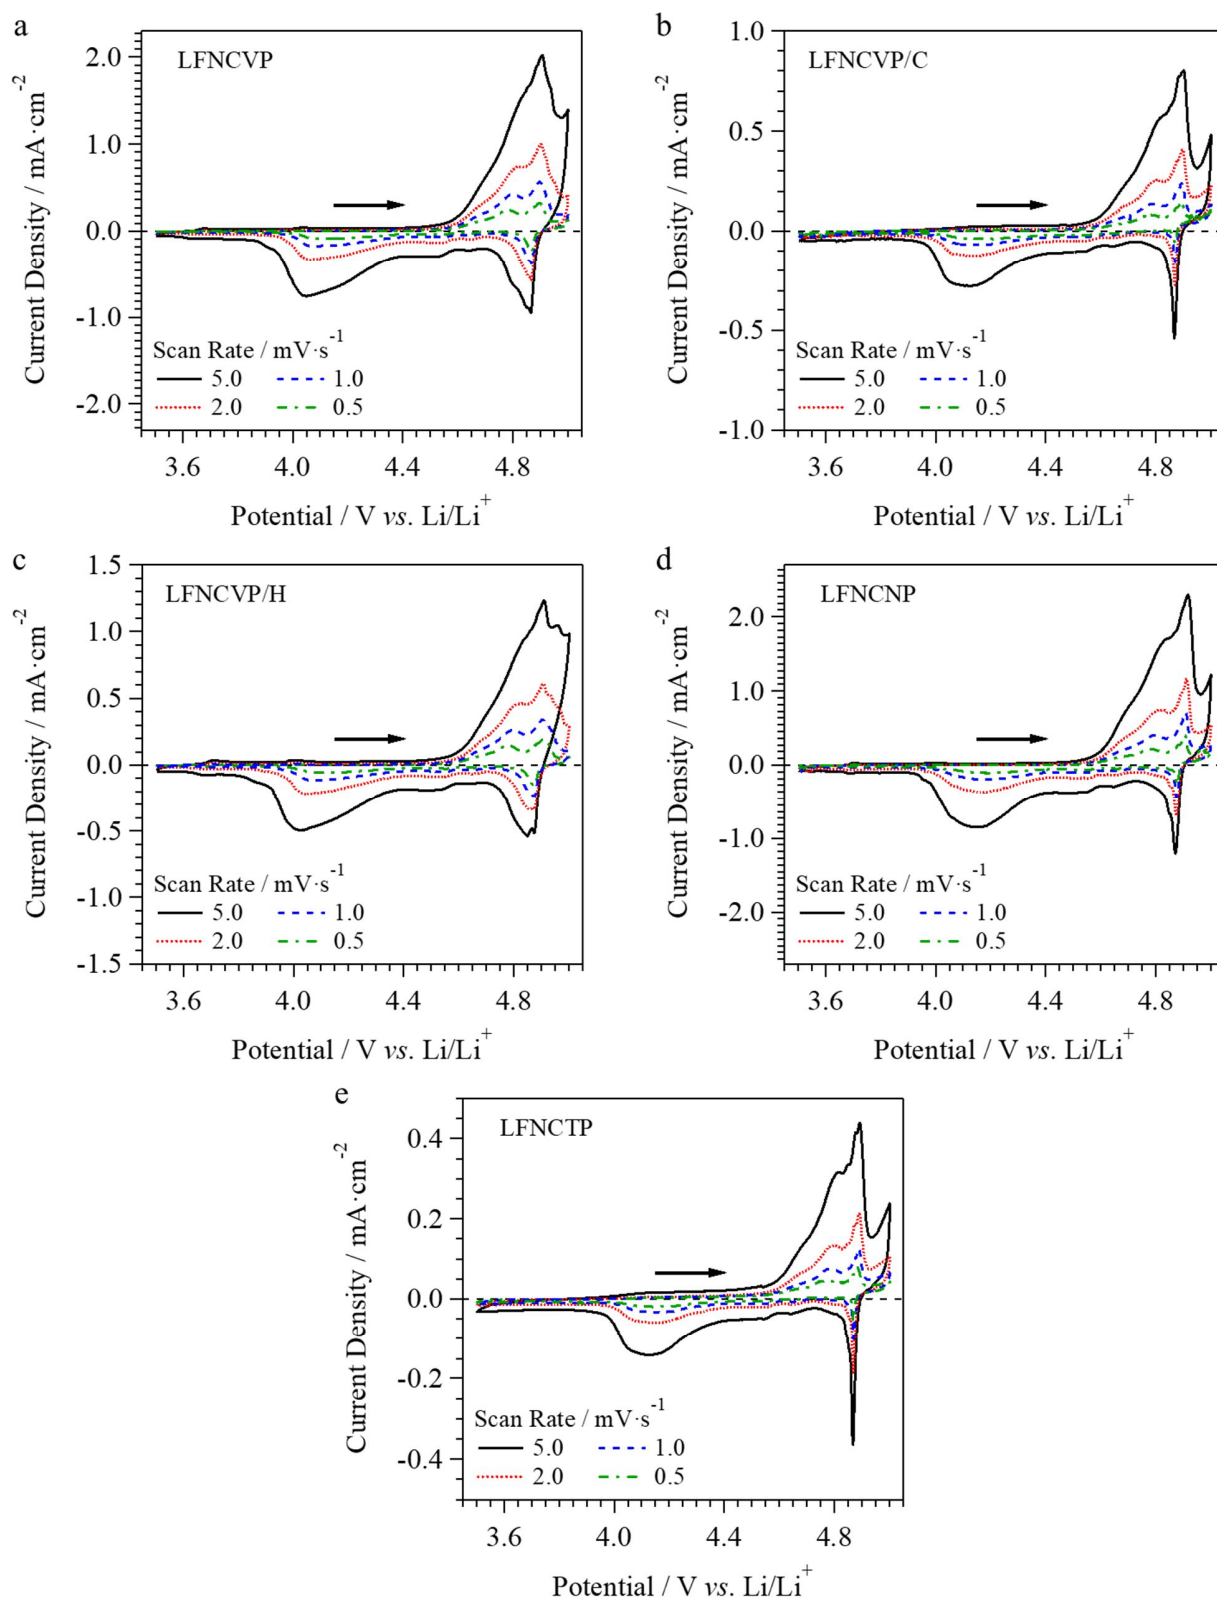 a
LFNCVP
2.0
1.0
0.0
-1.0
-2.0
Current Density / mA·cm⁻²
Scan Rate / mV·s⁻¹
5.0 1.0
2.0 0.5
3.6 4.0 4.4 4.8
Potential / V vs. Li/Li⁺
b
LFNCVP/C
1.0
0.5
0.0
-0.5
-1.0
Current Density / mA·cm⁻²
Scan Rate / mV·s⁻¹
5.0 1.0
2.0 0.5
3.6 4.0 4.4 4.8
Potential / V vs. Li/Li⁺
c
LFNCVP/H
1.5
1.0
0.5
0.0
-0.5
-1.0
-1.5
Current Density / mA·cm⁻²
Scan Rate / mV·s⁻¹
5.0 1.0
2.0 0.5
3.6 4.0 4.4 4.8
Potential / V vs. Li/Li⁺
d
LFNCNP
2.0
1.0
0.0
-1.0
-2.0
Current Density / mA·cm⁻²
Scan Rate / mV·s⁻¹
5.0 1.0
2.0 0.5
3.6 4.0 4.4 4.8
Potential / V vs. Li/Li⁺
e
LFNCTP
0.4
0.2
0.0
-0.2
-0.4
Current Density / mA·cm⁻²
Scan Rate / mV·s⁻¹
5.0 1.0
2.0 0.5
3.6 4.0 4.4 4.8
Potential / V vs. Li/Li⁺